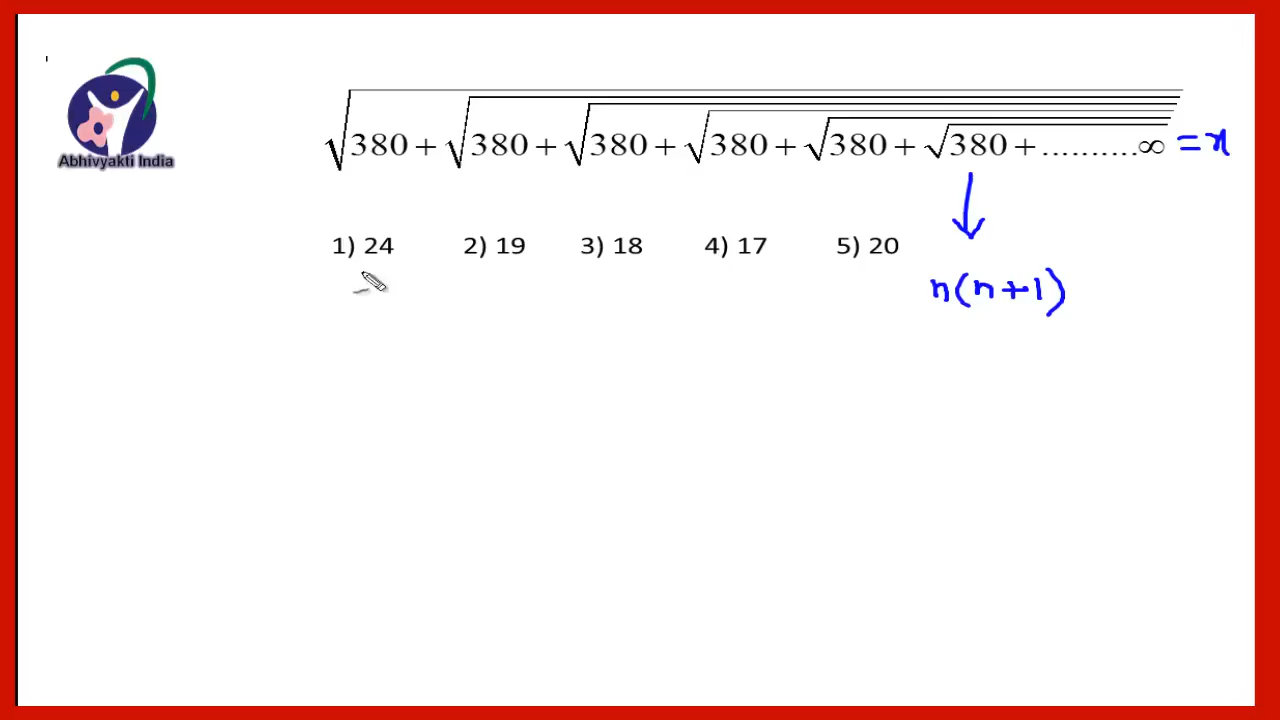 Abhivyakti India
√380 + √380 + √380 + √380 + √380 + √380 + ..........∞ = x
1) 24 2) 19 3) 18 4) 17 5) 20
n(n+1)